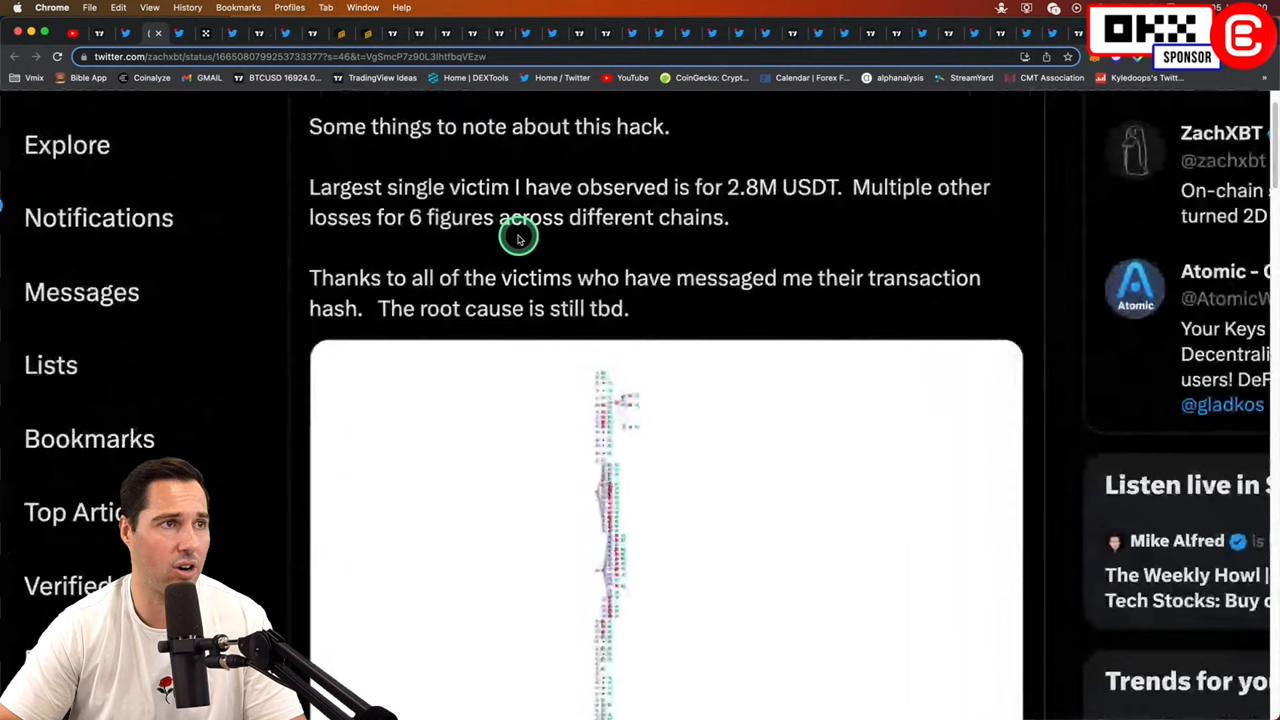 Chrome File Edit View History Bookmarks Profiles Tab Window Help
twitter.com/zachxbt/status/1665080799253733377?s=46&t=VgSmcP7z90L3IhtfbqVEzw
OKX
SPONSOR
Vmix Bible App Coinalyze GMAIL BTCUSD 16924.0... TradingView Ideas Home | DEXTools Home / Twitter YouTube CoinGecko: Crypt... Calendar | Forex F... alphanalysis StreamYard CMT Association Kyledoops's Twitt...
Explore
Notifications
Messages
Lists
Bookmarks
Top Artic
Verified
Some things to note about this hack.
Largest single victim I have observed is for 2.8M USDT. Multiple other
losses for 6 figures across different chains.
Thanks to all of the victims who have messaged me their transaction
hash. The root cause is still tbd.
ZachXBT
@zachxbt
On-chain s
turned 2D
Atomic - C
@AtomicW
Atomic
Your Keys
Decentrali
users! DeF
@gladkos
Listen live in S
Mike Alfred is
The Weekly Howl |
Tech Stocks: Buy o
Trends for you